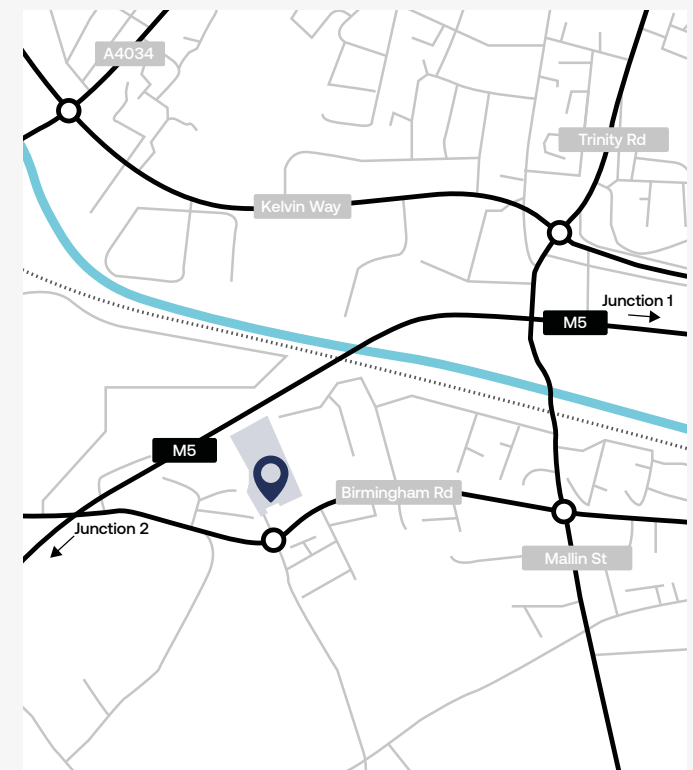 A4034
Trinity Rd
Kelvin Way
Junction 1
M5
M5
Birmingham Rd
Junction 2
Mallin St